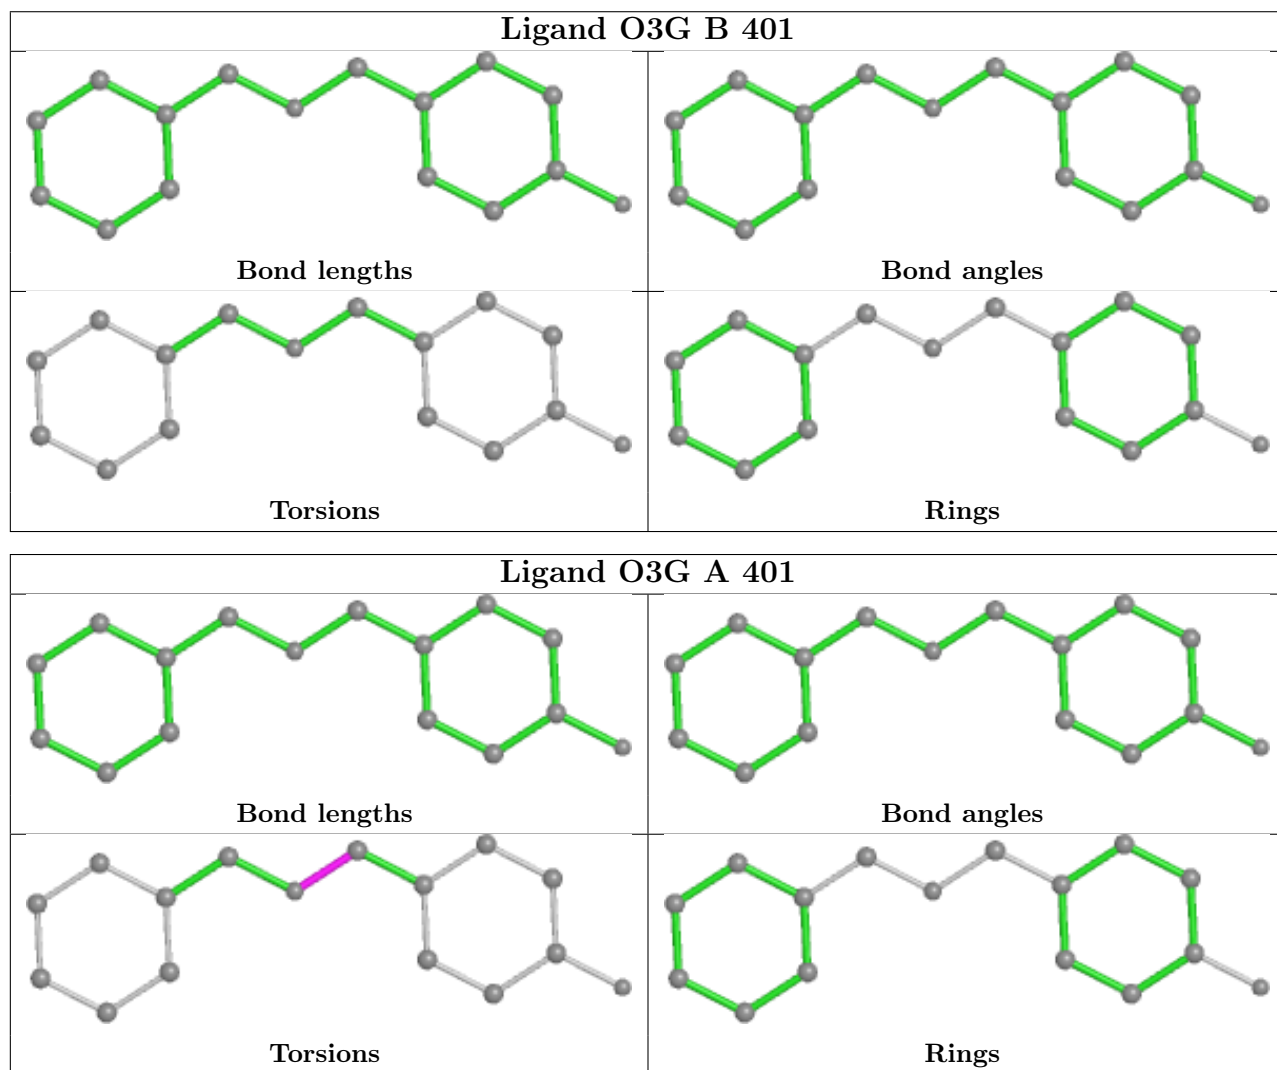 Ligand O3G B 401
Bond lengths
Bond angles
Torsions
Rings
Ligand O3G A 401
Bond lengths
Bond angles
Torsions
Rings